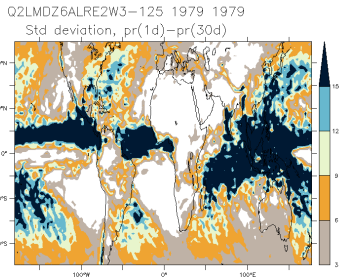 Q2LMDZ6ALRE2W3-125 1979 1979
Std deviation, pr(1d)-pr(30d)
15
12
9
6
3
0°
100°W 0° 100°E